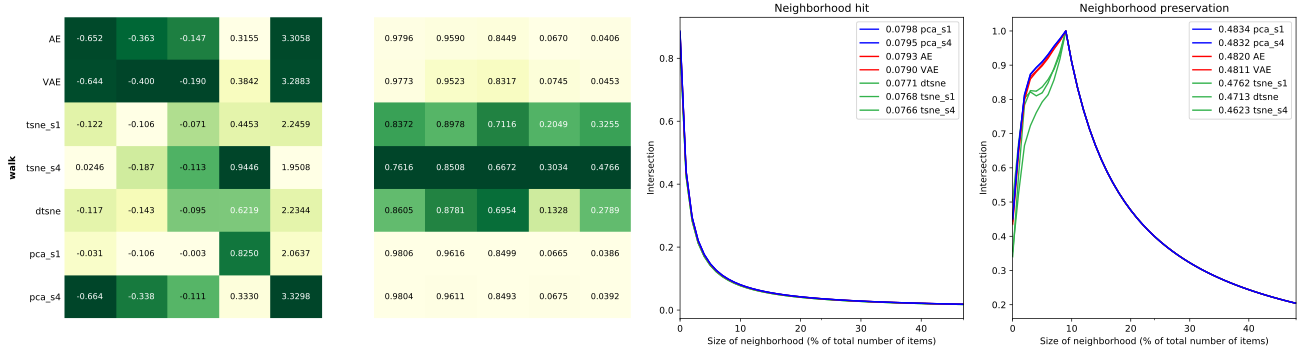 walk
AE -0.652 -0.363 -0.147 0.3155 3.3058
VAE -0.644 -0.400 -0.190 0.3842 3.2883
tsne_s1 -0.122 -0.106 -0.071 0.4453 2.2459
tsne_s4 0.0246 -0.187 -0.113 0.9446 1.9508
dtsne -0.117 -0.143 -0.095 0.6219 2.2344
pca_s1 -0.031 -0.106 -0.003 0.8250 2.0637
pca_s4 -0.664 -0.338 -0.111 0.3330 3.3298
0.9796 0.9590 0.8449 0.0670 0.0406
0.9773 0.9523 0.8317 0.0745 0.0453
0.8372 0.8978 0.7116 0.2049 0.3255
0.7616 0.8508 0.6672 0.3034 0.4766
0.8605 0.8781 0.6954 0.1328 0.2789
0.9806 0.9616 0.8499 0.0665 0.0386
0.9804 0.9611 0.8493 0.0675 0.0392
Neighborhood hit
0.0798 pca_s1
0.0795 pca_s4
0.0793 AE
0.0790 VAE
0.0771 dtsne
0.0768 tsne_s1
0.0766 tsne_s4
Intersection
0.8
0.6
0.4
0.2
0.0
0 10 20 30 40
Size of neighborhood (% of total number of items)
Neighborhood preservation
0.4834 pca_s1
0.4832 pca_s4
0.4820 AE
0.4811 VAE
0.4762 tsne_s1
0.4713 dtsne
0.4623 tsne_s4
Intersection
1.0
0.9
0.8
0.7
0.6
0.5
0.4
0.3
0.2
0 10 20 30 40
Size of neighborhood (% of total number of items)